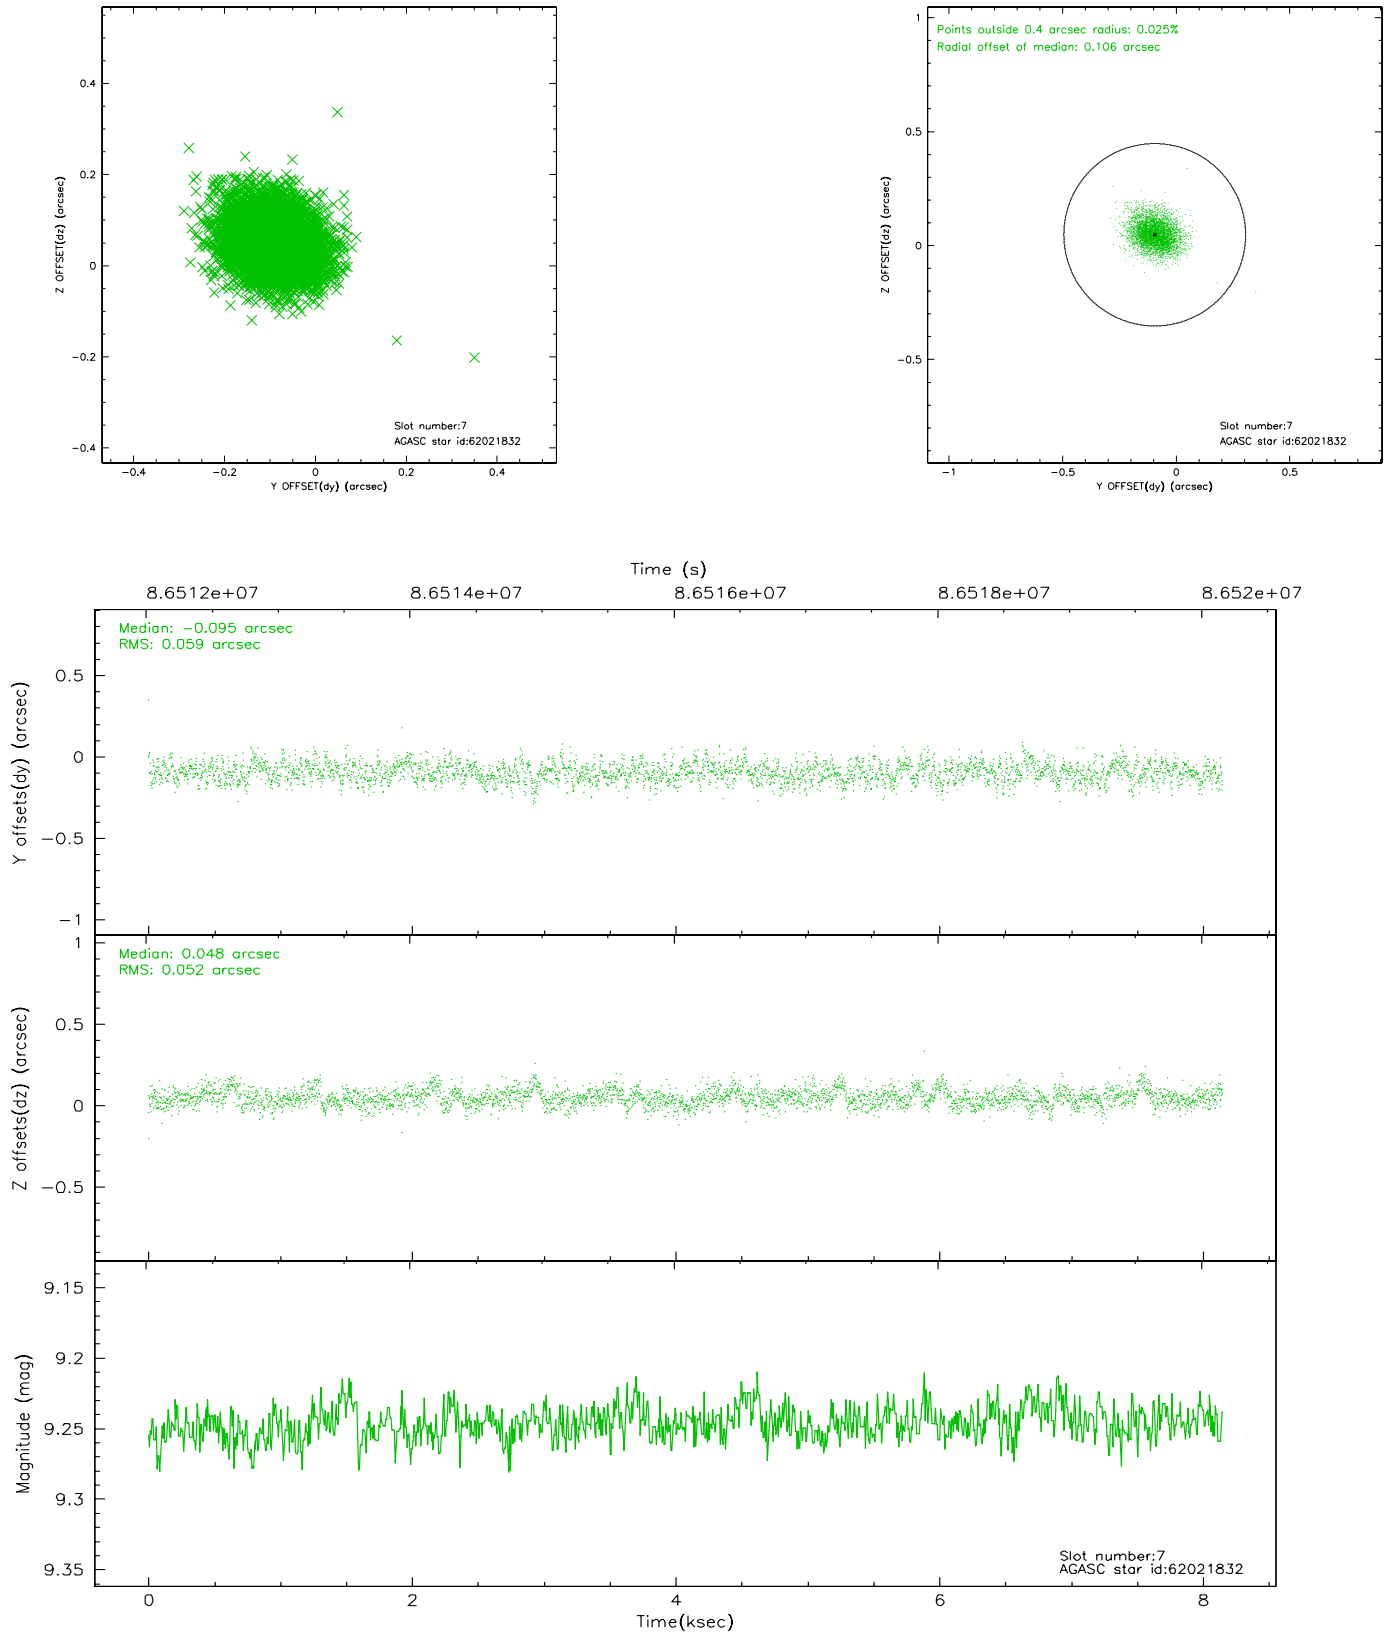 0.4
0.2
0
−0.2
−0.4
Z OFFSET(dz) (arcsec)
Slot number:7
AGASC star id:62021832
−0.4 −0.2 0 0.2 0.4
Y OFFSET(dy) (arcsec)
Points outside 0.4 arcsec radius: 0.025%
Radial offset of median: 0.106 arcsec
1
0.5
0
−0.5
Z OFFSET(dz) (arcsec)
Slot number:7
AGASC star id:62021832
−1 −0.5 0 0.5
Y OFFSET(dy) (arcsec)
Time (s)
8.6512e+07 8.6514e+07 8.6516e+07 8.6518e+07 8.652e+07
Median: −0.095 arcsec
RMS: 0.059 arcsec
0.5
0
−0.5
−1
Y offsets(dy) (arcsec)
Median: 0.048 arcsec
RMS: 0.052 arcsec
1
0.5
0
−0.5
Z offsets(dz) (arcsec)
9.15
9.2
9.25
9.3
9.35
Magnitude (mag)
Slot number:7
AGASC star id:62021832
0 2 4 6 8
Time(ksec)